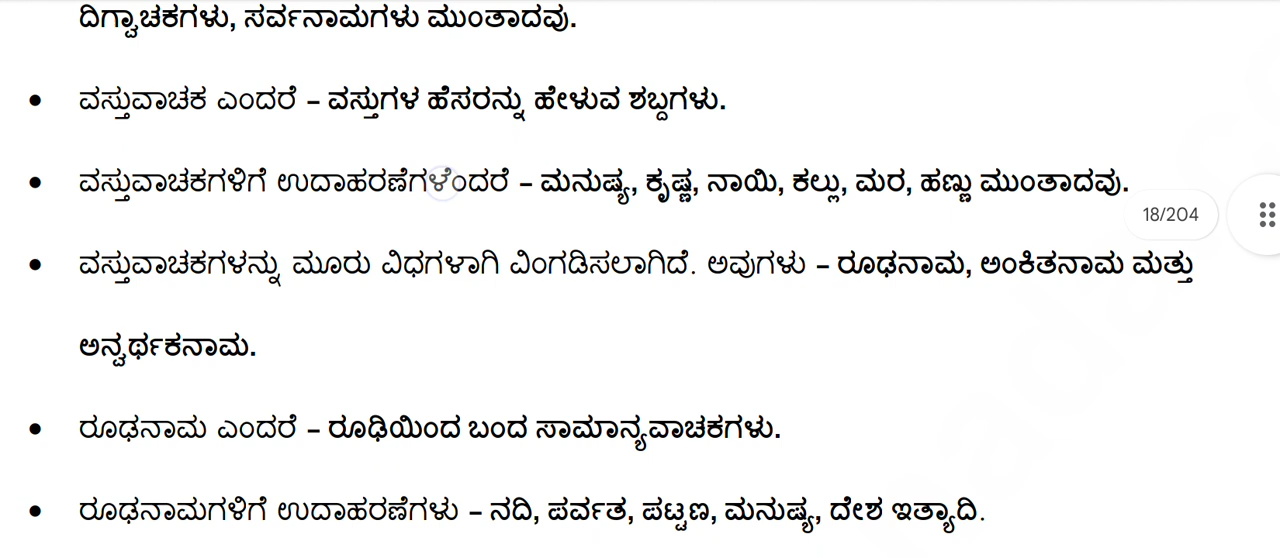 ದಿಗ್ವಾಚಕಗಳು, ಸರ್ವನಾಮಗಳು ಮುಂತಾದವು.
• ವಸ್ತುವಾಚಕ ಎಂದರೆ – ವಸ್ತುಗಳ ಹೆಸರನ್ನು ಹೇಳುವ ಶಬ್ದಗಳು.
• ವಸ್ತುವಾಚಕಗಳಿಗೆ ಉದಾಹರಣೆಗಳೆಂದರೆ – ಮನುಷ್ಯ, ಕೃಷ್ಣ, ನಾಯಿ, ಕಲ್ಲು, ಮರ, ಹಣ್ಣು ಮುಂತಾದವು.
18/204
• ವಸ್ತುವಾಚಕಗಳನ್ನು ಮೂರು ವಿಧಗಳಾಗಿ ವಿಂಗಡಿಸಲಾಗಿದೆ. ಅವುಗಳು – ರೂಢನಾಮ, ಅಂಕಿತನಾಮ ಮತ್ತು
ಅನ್ವರ್ಥಕನಾಮ.
• ರೂಢನಾಮ ಎಂದರೆ – ರೂಢಿಯಿಂದ ಬಂದ ಸಾಮಾನ್ಯವಾಚಕಗಳು.
• ರೂಢನಾಮಗಳಿಗೆ ಉದಾಹರಣೆಗಳು – ನದಿ, ಪರ್ವತ, ಪಟ್ಟಣ, ಮನುಷ್ಯ, ದೇಶ ಇತ್ಯಾದಿ.